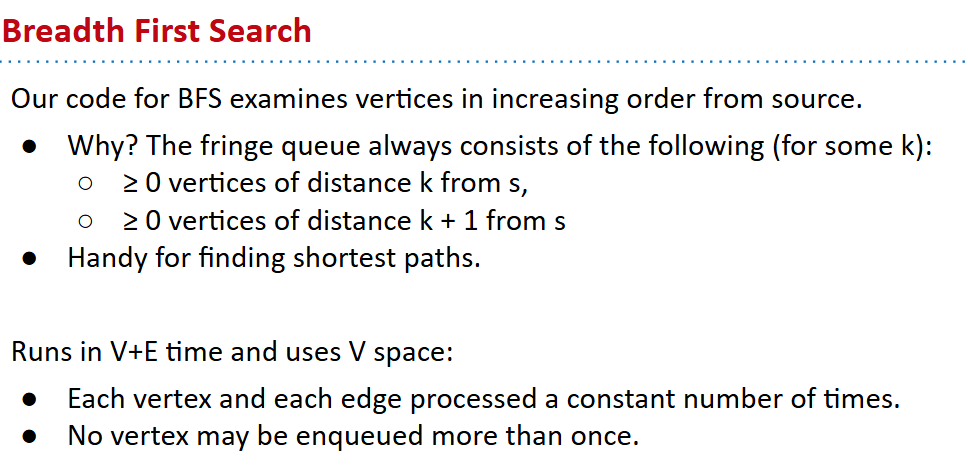 Breadth First Search
Our code for BFS examines vertices in increasing order from source.
● Why? The fringe queue always consists of the following (for some k):
○ ≥ 0 vertices of distance k from s,
○ ≥ 0 vertices of distance k + 1 from s
● Handy for finding shortest paths.
Runs in V+E time and uses V space:
● Each vertex and each edge processed a constant number of times.
● No vertex may be enqueued more than once.